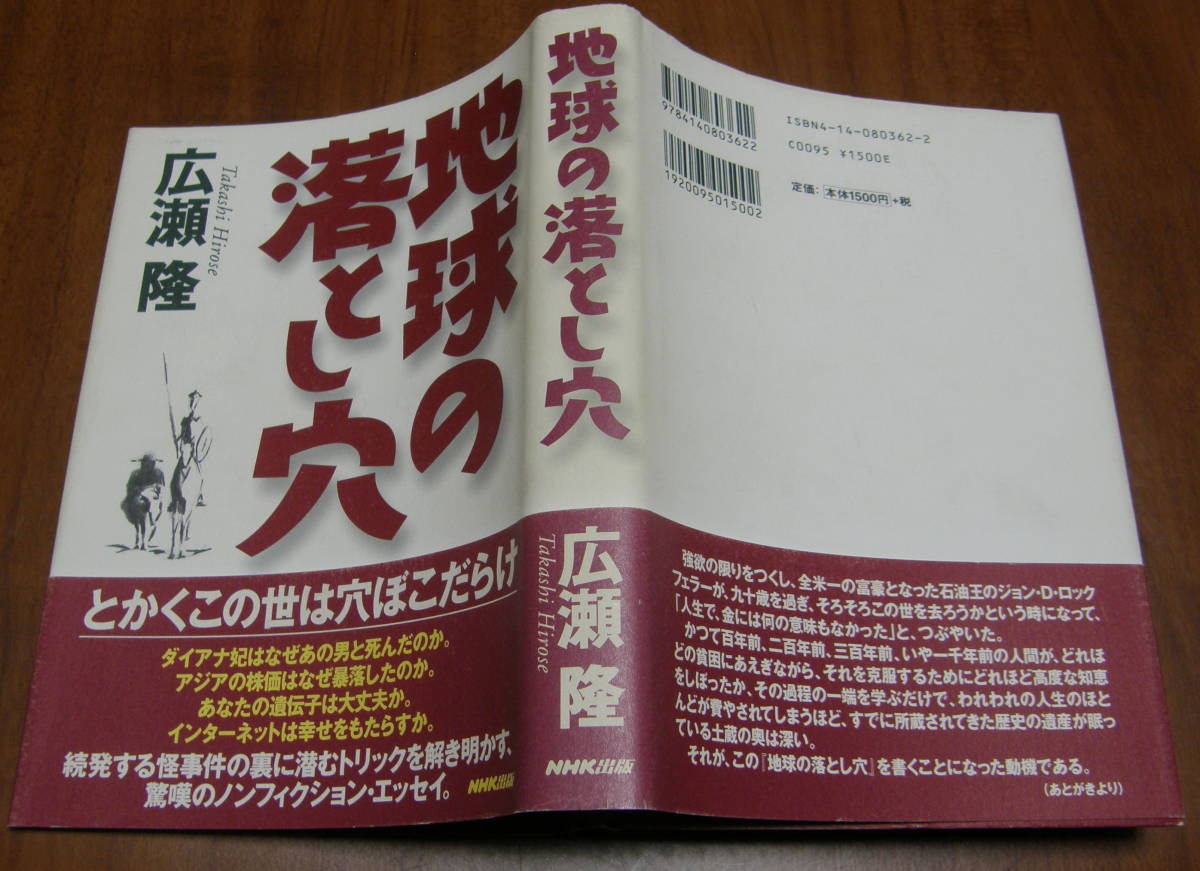 地球の
落とし穴
広瀬 隆
Takashi Hirose
とかくこの世は穴ぼこだらけ
ダイアナ妃はなぜあの男と死んだのか。
アジアの株価はなぜ暴落したのか。
あなたの遺伝子は大丈夫か。
インターネットは幸せをもたらすか。
続発する怪事件の裏に潜むトリックを解き明かす、
驚嘆のノンフィクション・エッセイ。
NHK出版
地球の落とし穴
広瀬 隆
Takashi Hirose
NHK出版
9784140803622
1920095015002
ISBN4-14-080362-2
C0095 ¥1500E
定価: 本体1500円+税
強欲の限りをつくし、全米一の富豪となった石油王のジョン・D・ロック
フェラーが、九十歳を過ぎ、そろそろこの世を去ろうかという時になって、
「人生で、金には何の意味もなかった」と、つぶやいた。
かつて百年前、二百年前、三百年前、いや一千年前の人間が、どれほ
どの貧困にあえぎながら、それを克服するためにどれほど高度な知恵
をしぼったか、その過程の一端を学ぶだけで、われわれの人生のほと
んどが費やされてしまうほど、すでに所蔵されてきた歴史の遺産が眠っ
ている土蔵の奥は深い。
それが、この『地球の落とし穴』を書くことになった動機である。
(あとがきより)